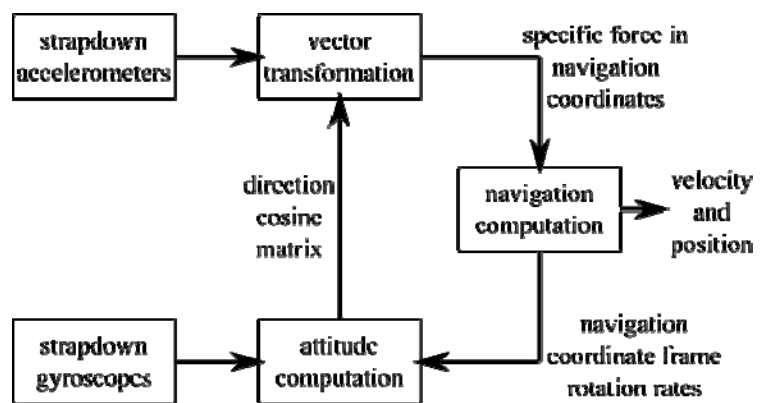 strapdown
accelerometers
vector
transformation
specific force in
navigation
coordinates
direction
cosine
matrix
navigation
computation
velocity
and
position
strapdown
gyroscopes
attitude
computation
navigation
coordinate frame
rotation rates